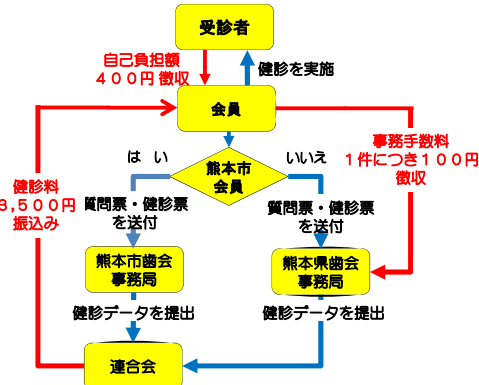 受診者
自己負担額
４００円 徴収
健診を実施
会員
事務手数料
１件につき１００円
徴収
は　い
いいえ
熊本市
会員
健診料
３,５００円
振込み
質問票・健診票
を送付
質問票・健診票
を送付
熊本市歯会
事務局
熊本県歯会
事務局
健診データを提出
健診データを提出
連合会